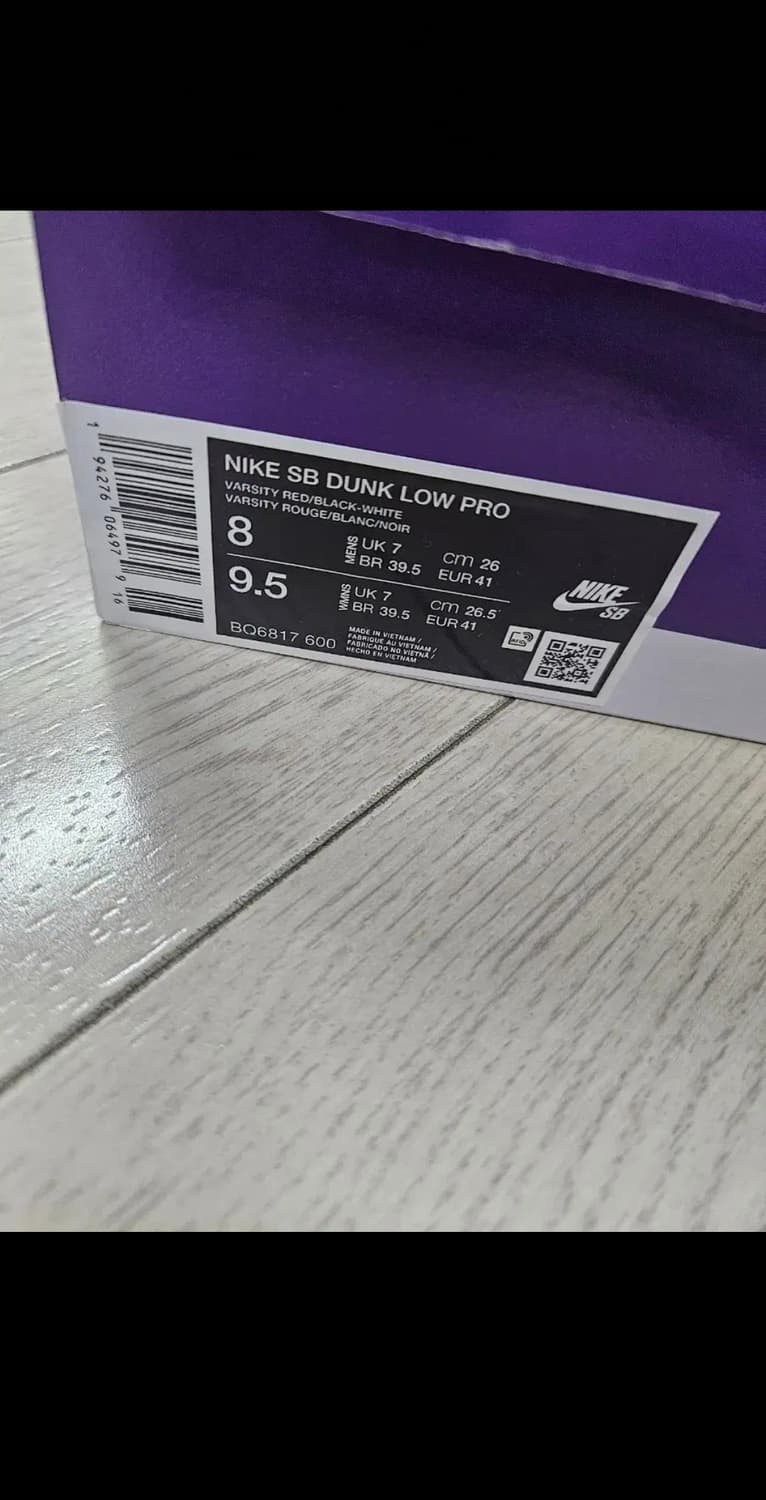 NIKE SB DUNK LOW PRO
VARSITY RED/BLACK-WHITE
VARSITY ROUGE/BLANC/NOIR
8
MENS
UK 7
CM 26
BR 39.5
EUR 41
9.5
WMNS
UK 7
CM 26.5
BR 39.5
EUR 41
BQ6817 600
MADE IN VIETNAM /
FABRIQUE AU VIETNAM /
FABRICADO NO VIETNÃ /
HECHO EN VIETNAM
NIKE
SB
1 94276 06497 9 16